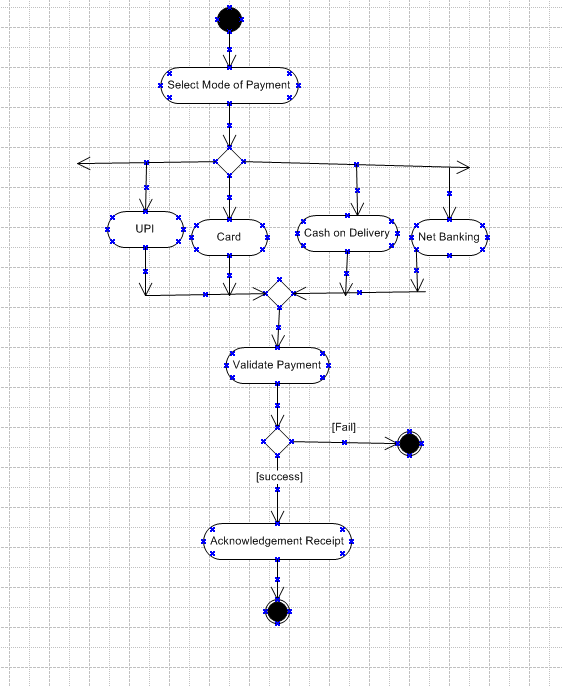 Select Mode of Payment
UPI
Card
Cash on Delivery
Net Banking
Validate Payment
[Fail]
[success]
Acknowledgement Receipt